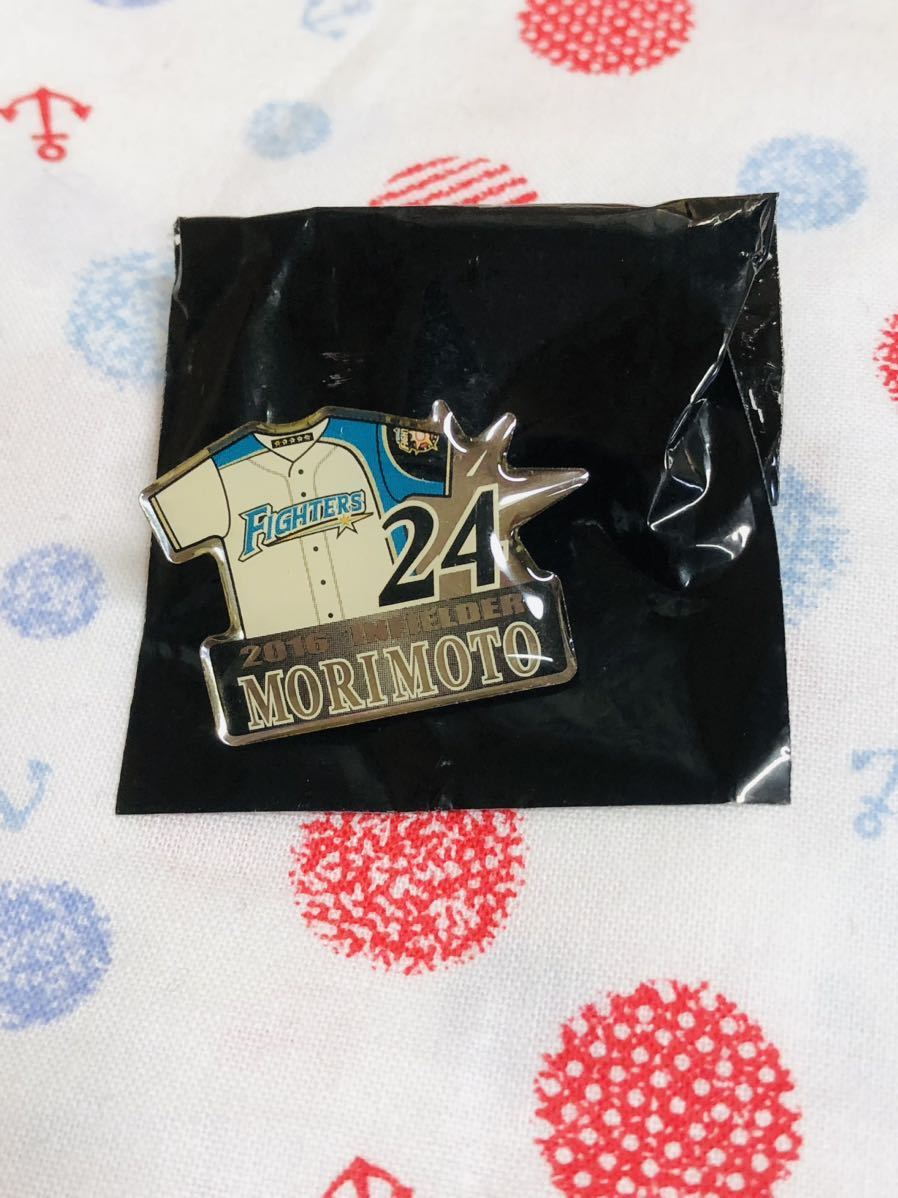 FIGHTERS
24
2016 INFIELDER
MORIMOTO